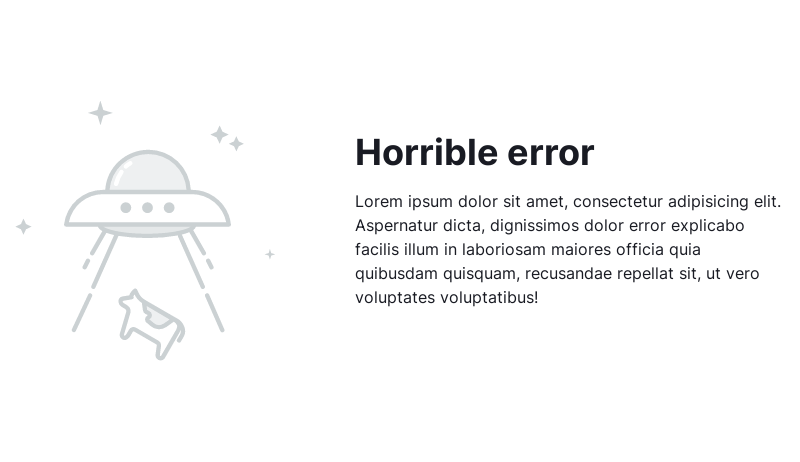 Horrible error
Lorem ipsum dolor sit amet, consectetur adipisicing elit.
Aspernatur dicta, dignissimos dolor error explicabo
facilis illum in laboriosam maiores officia quia
quibusdam quisquam, recusandae repellat sit, ut vero
voluptates voluptatibus!